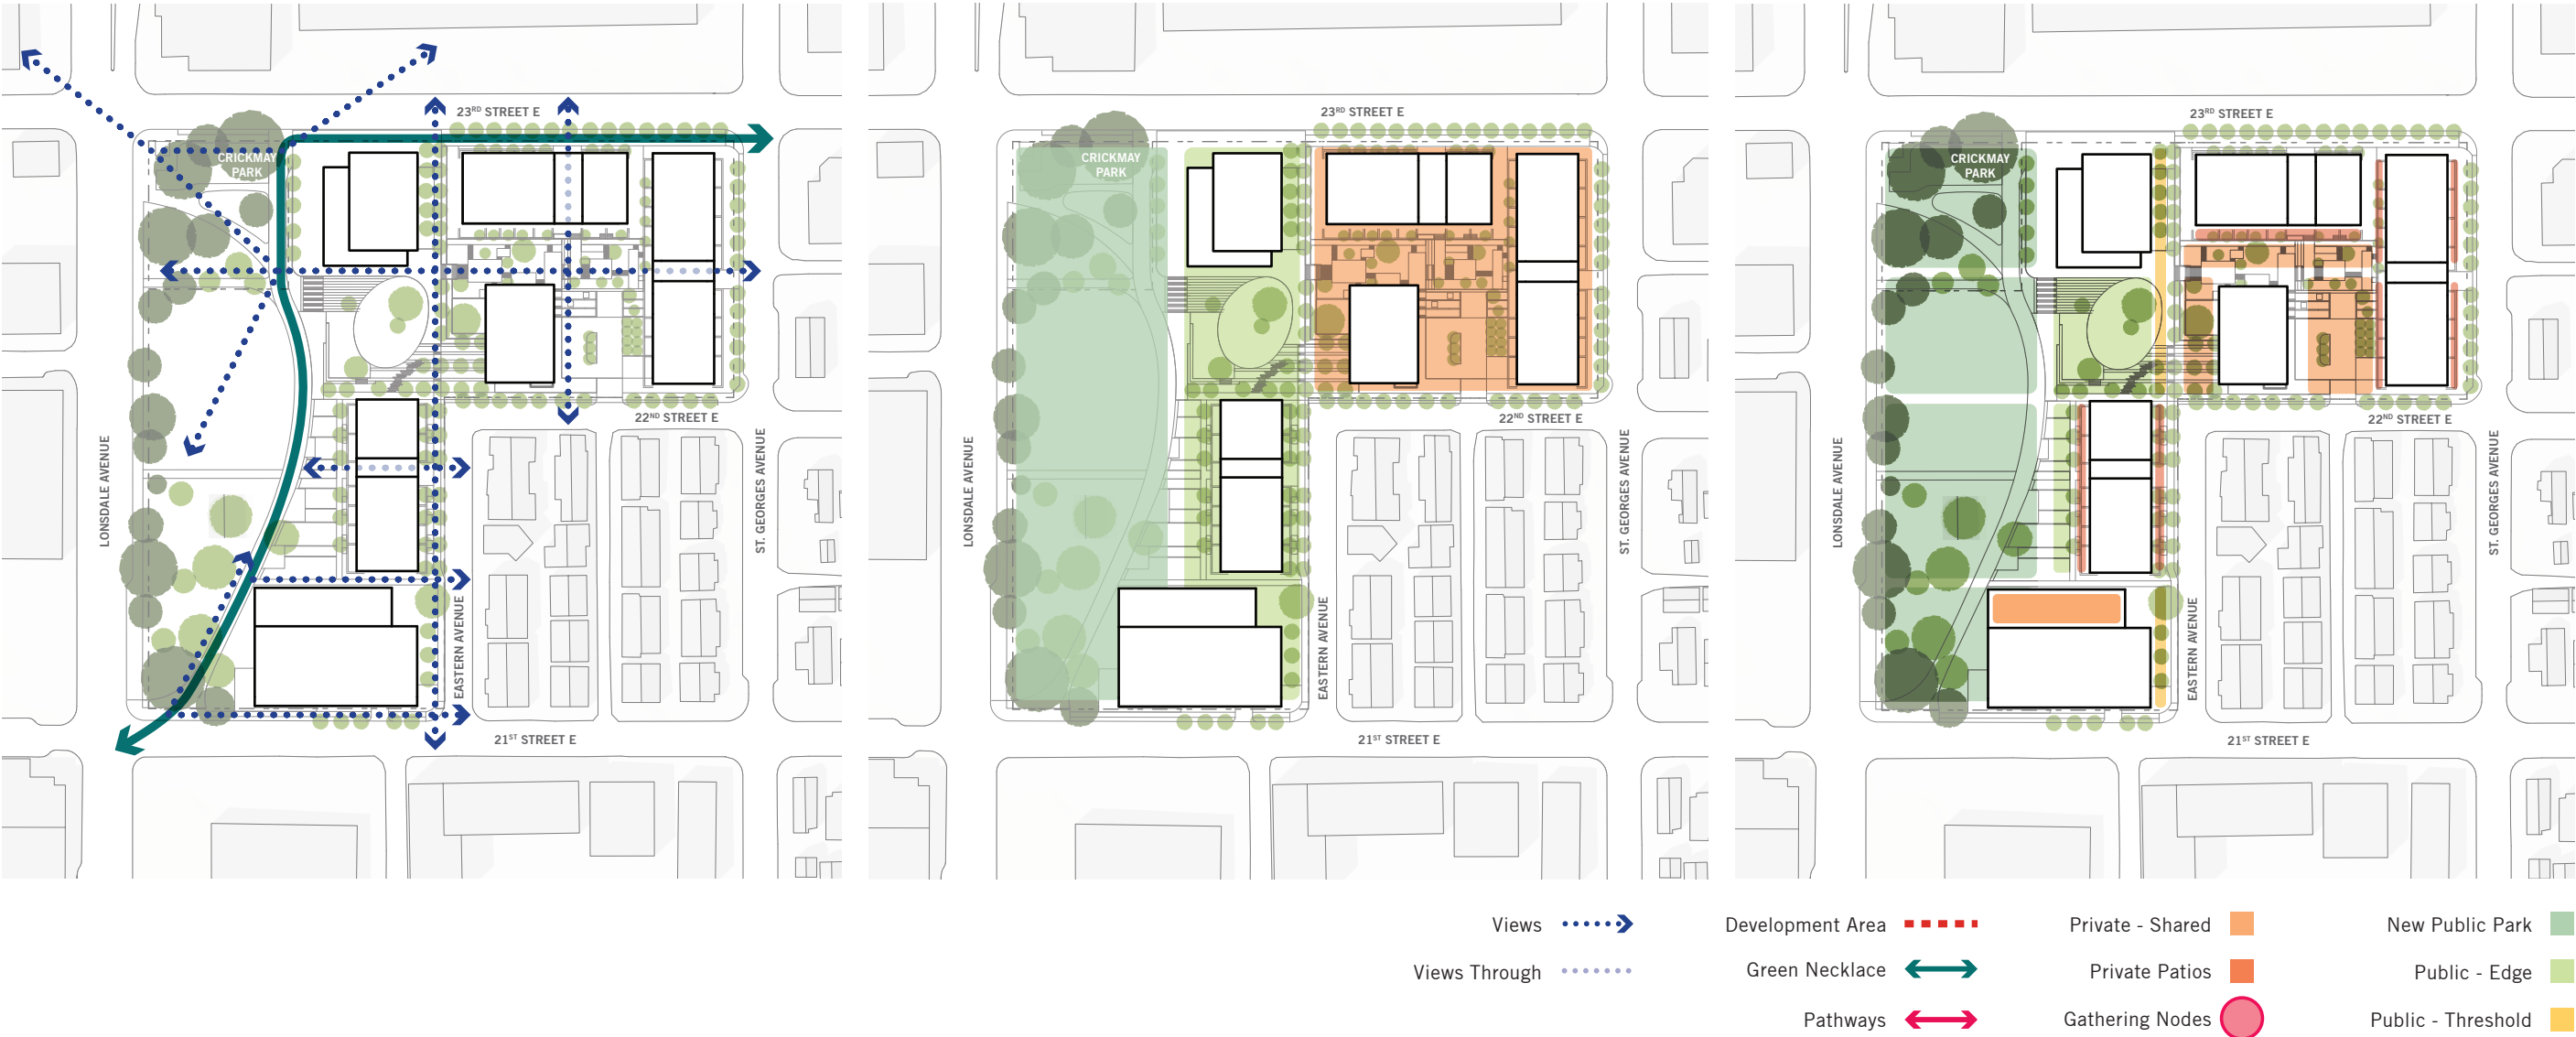 23RD STREET E
CRICKMAY
PARK
22ND STREET E
LONSDALE AVENUE
ST. GEORGES AVENUE
EASTERN AVENUE
21ST STREET E
23RD STREET E
CRICKMAY
PARK
22ND STREET E
LONSDALE AVENUE
ST. GEORGES AVENUE
EASTERN AVENUE
21ST STREET E
23RD STREET E
CRICKMAY
PARK
22ND STREET E
LONSDALE AVENUE
ST. GEORGES AVENUE
EASTERN AVENUE
21ST STREET E
Views
Views Through
Development Area
Green Necklace
Pathways
Private - Shared
Private Patios
Gathering Nodes
New Public Park
Public - Edge
Public - Threshold